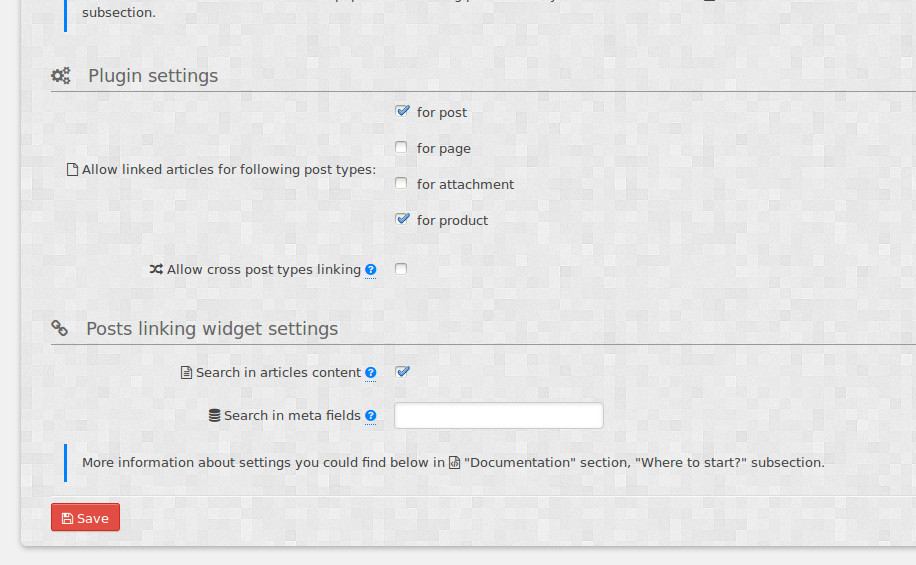 subsection.
Plugin settings
Allow linked articles for following post types:
for post
for page
for attachment
for product
Allow cross post types linking ?
Posts linking widget settings
Search in articles content ?
Search in meta fields ?
More information about settings you could find below in "Documentation" section, "Where to start?" subsection.
Save